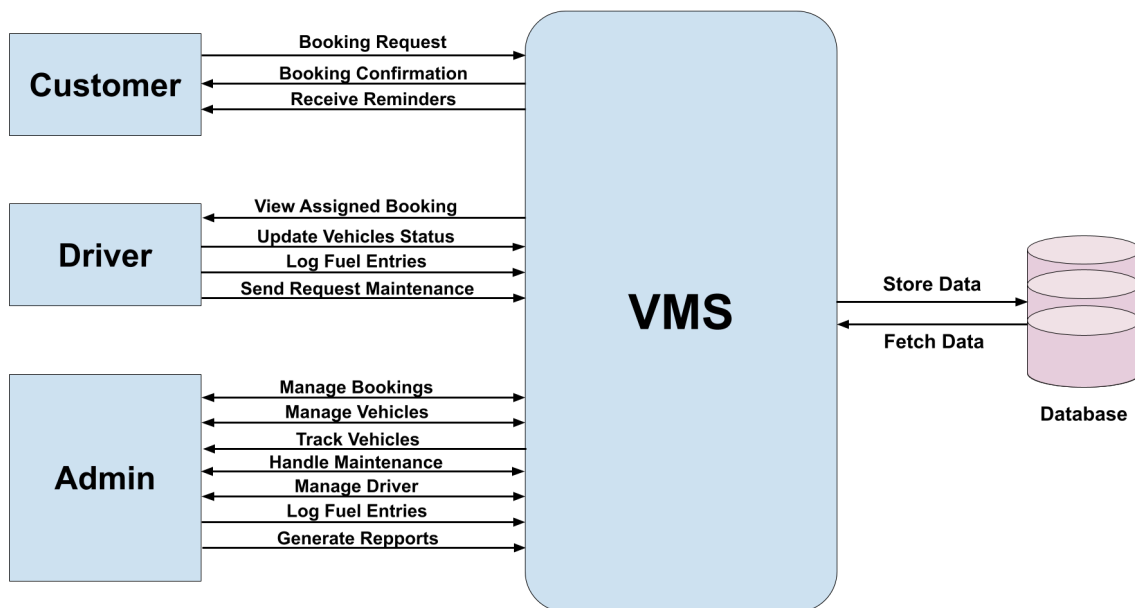 Customer
Booking Request
Booking Confirmation
Receive Reminders
Driver
View Assigned Booking
Update Vehicles Status
Log Fuel Entries
Send Request Maintenance
VMS
Store Data
Fetch Data
Database
Admin
Manage Bookings
Manage Vehicles
Track Vehicles
Handle Maintenance
Manage Driver
Log Fuel Entries
Generate Repports